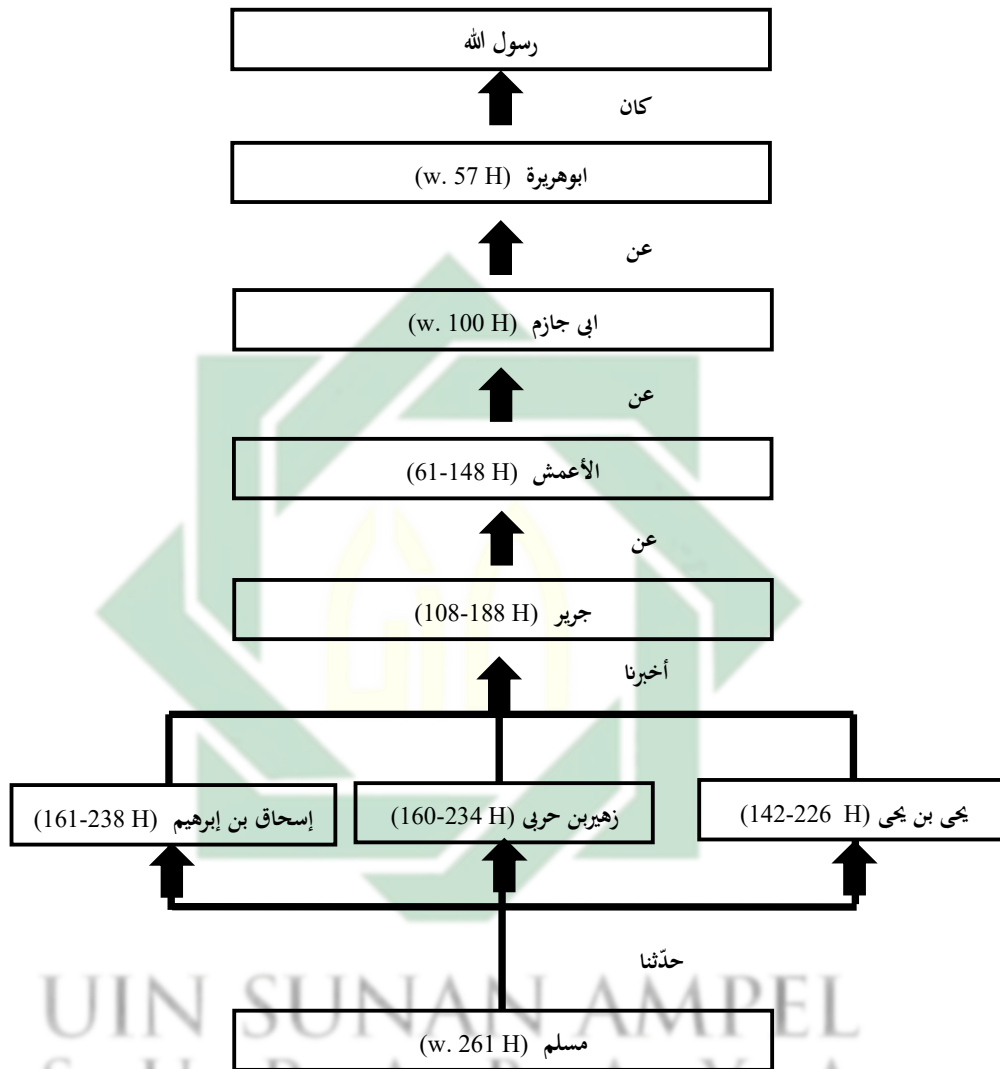 رسول الله
كان
ابوهريرة (w. 57 H)
عن
ابى جازم (w. 100 H)
عن
الأعمش (61-148 H)
عن
جرير (108-188 H)
أخبرنا
يحى بن يحى (142-226 H)
زهيربن حربى (160-234 H)
إسحاق بن إبرهيم (161-238 H)
حدّثنا
UIN SUNAN AMPEL
مسلم (w. 261 H)
S U R A B A Y A